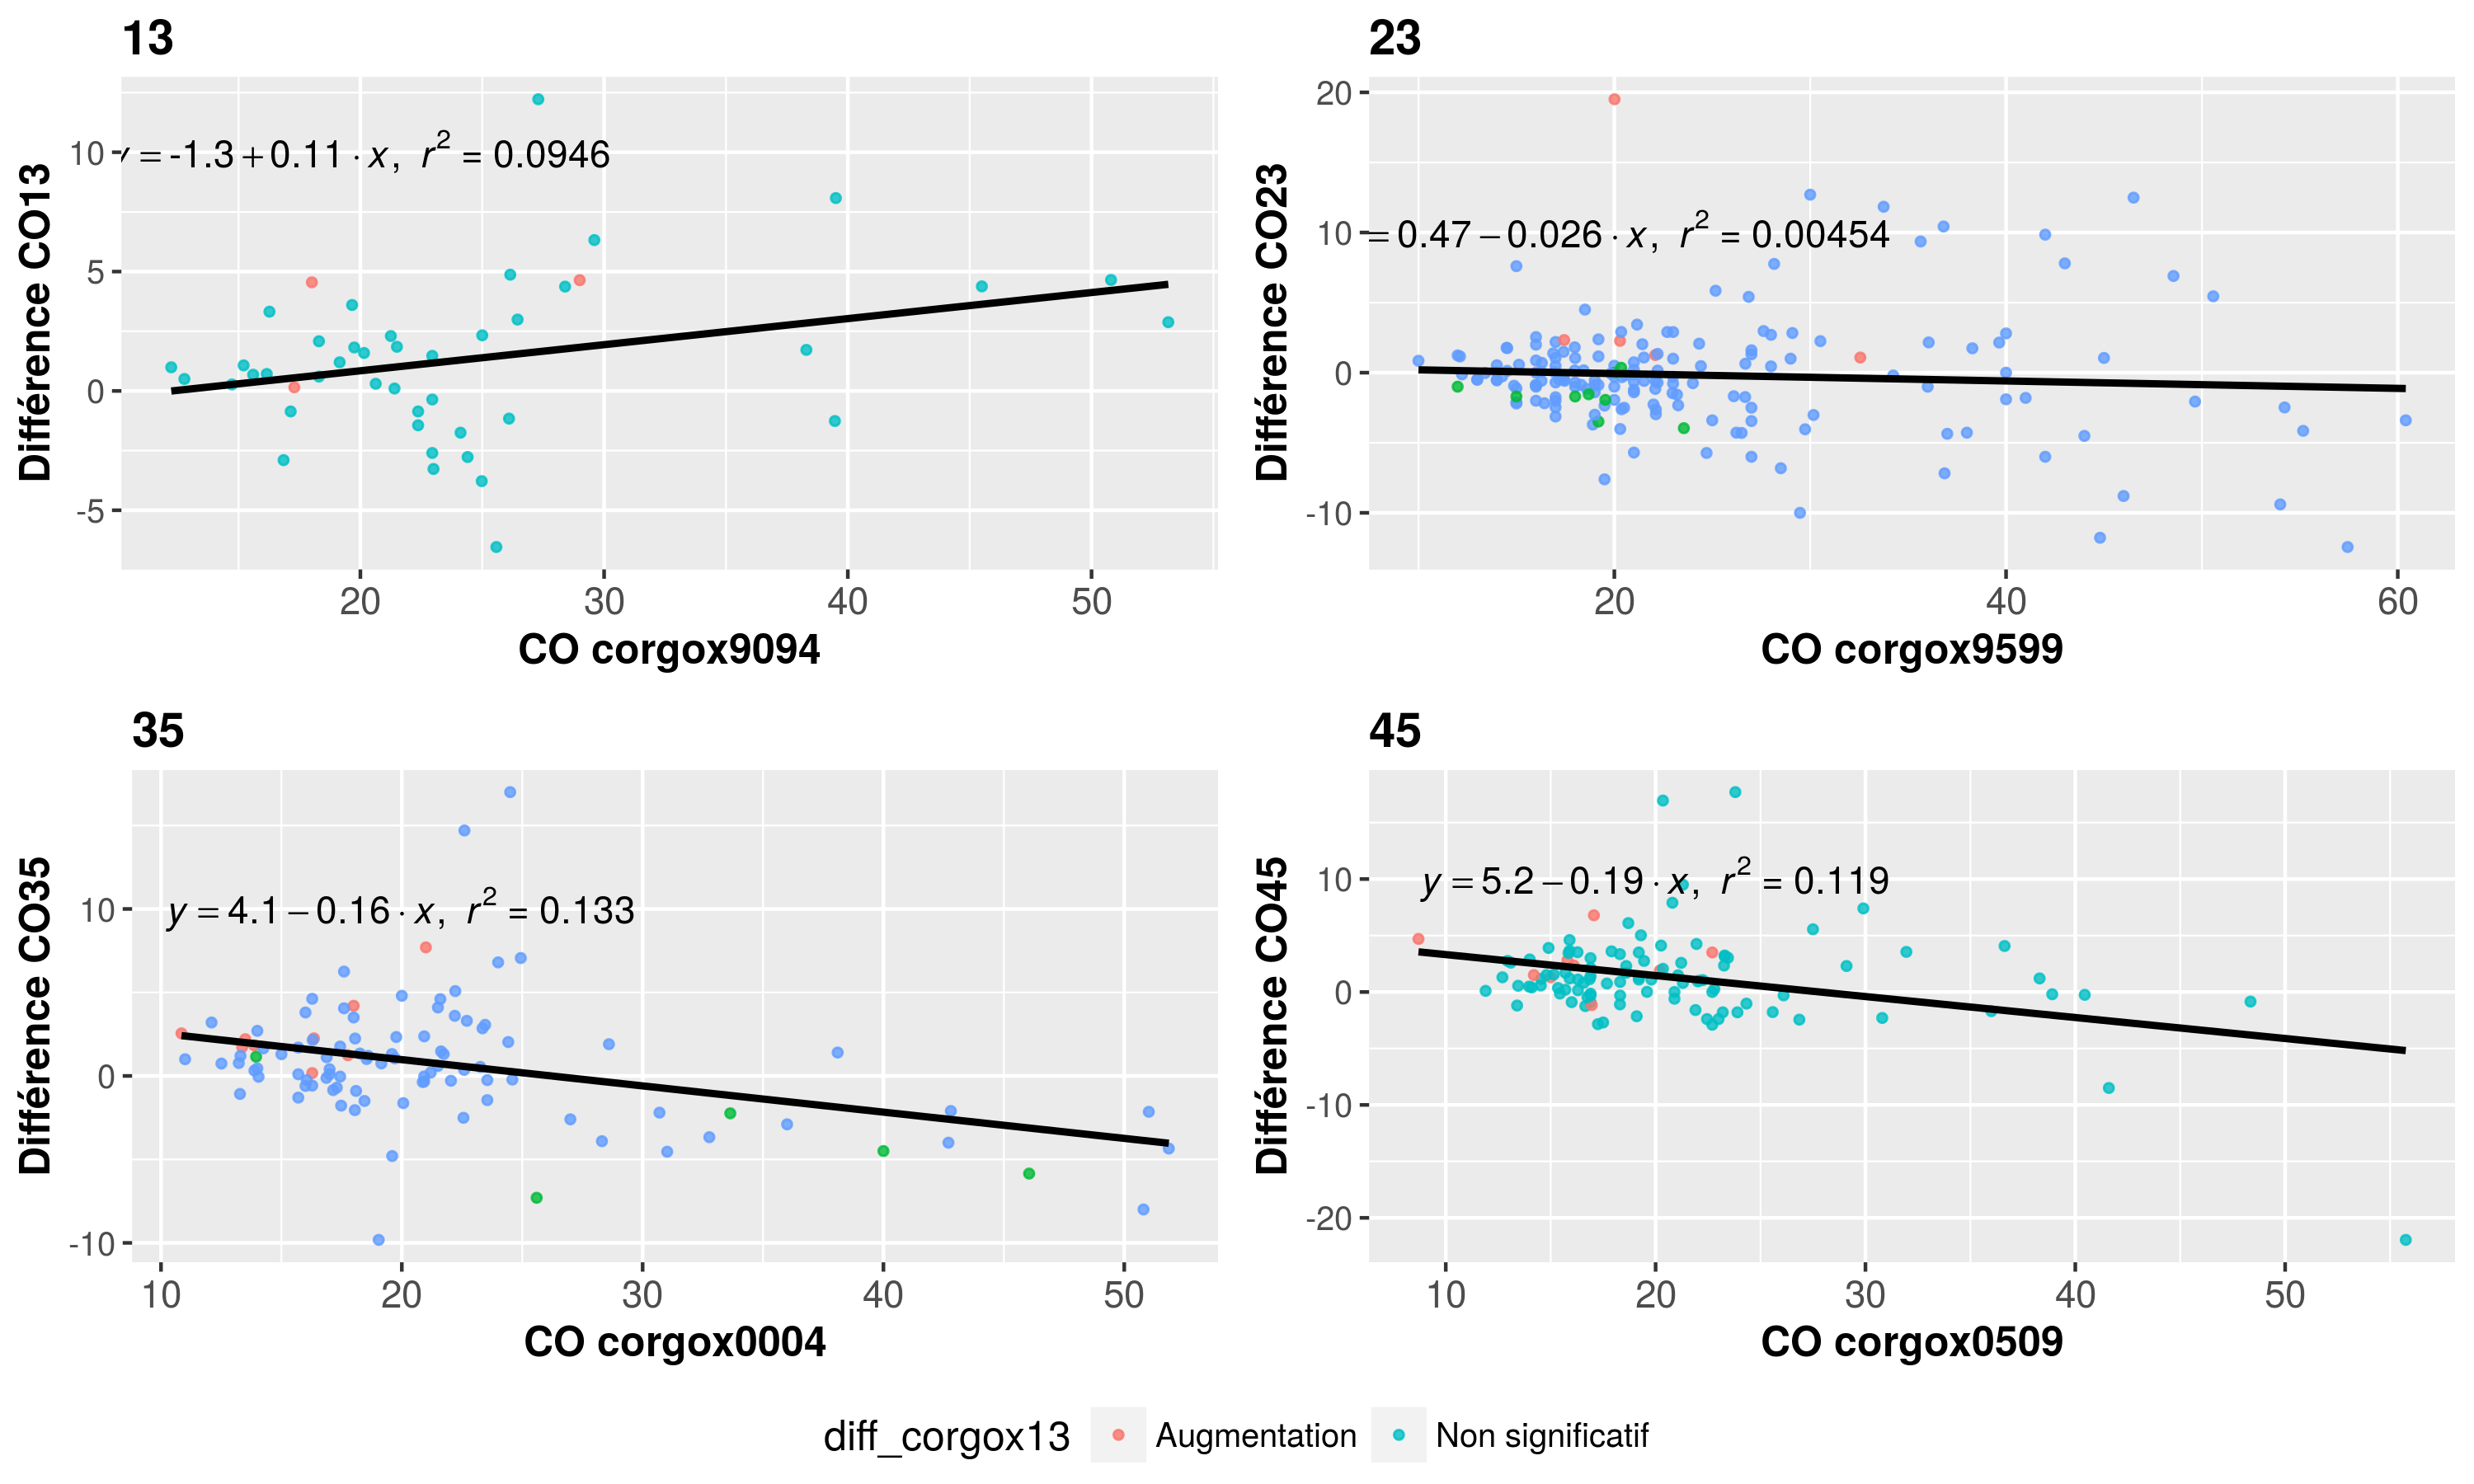 13
10
5
0
-5
Différence CO13
= -1.3 + 0.11 · x, r² = 0.0946
20 30 40 50
CO corgox9094
23
20
10
0
-10
Différence CO23
= 0.47 − 0.026 · x, r² = 0.00454
20 40 60
CO corgox9599
35
10
0
-10
Différence CO35
y = 4.1 − 0.16 · x, r² = 0.133
10 20 30 40 50
CO corgox0004
45
10
0
-10
-20
Différence CO45
y = 5.2 − 0.19 · x, r² = 0.119
10 20 30 40 50
CO corgox0509
diff_corgox13 Augmentation Non significatif